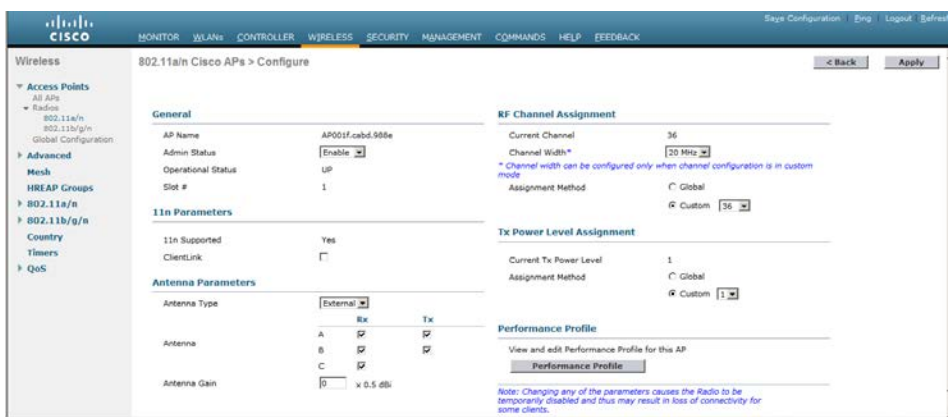 Save Configuration | Ping | Logout | Refresh
CISCO
MONITOR WLANs CONTROLLER WIRELESS SECURITY MANAGEMENT COMMANDS HELP FEEDBACK
Wireless
Access Points
All APs
Radios
802.11a/n
802.11b/g/n
Global Configuration
Advanced
Mesh
HREAP Groups
802.11a/n
802.11b/g/n
Country
Timers
QoS
802.11a/n Cisco APs > Configure
< Back
Apply
General
AP Name AP001f.cabd.988e
Admin Status Enable
Operational Status UP
Slot # 1
11n Parameters
11n Supported Yes
ClientLink
Antenna Parameters
Antenna Type External
Rx Tx
Antenna
A
B
C
Antenna Gain 0 x 0.5 dBi
RF Channel Assignment
Current Channel 36
Channel Width* 20 MHz
* Channel width can be configured only when channel configuration is in custom
mode
Assignment Method Global
Custom 36
Tx Power Level Assignment
Current Tx Power Level 1
Assignment Method Global
Custom 1
Performance Profile
View and edit Performance Profile for this AP
Performance Profile
Note: Changing any of the parameters causes the Radio to be
temporarily disabled and thus may result in loss of connectivity for
some clients.